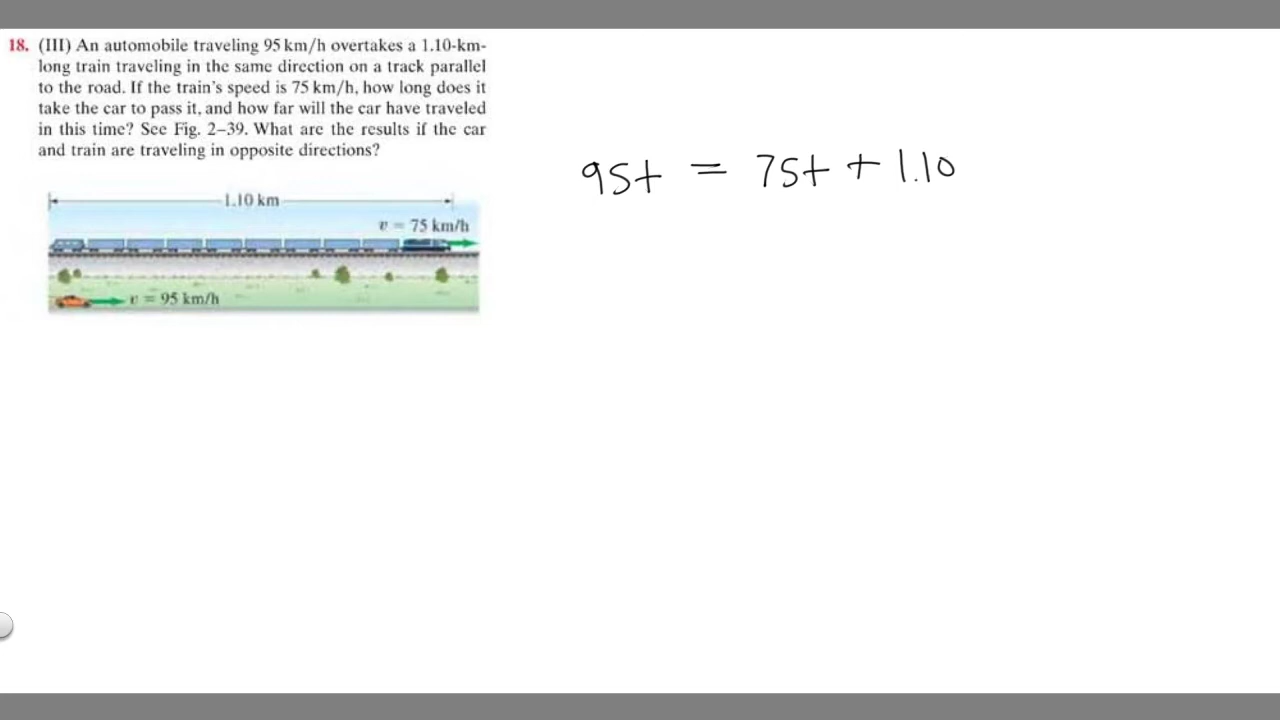 18. (III) An automobile traveling 95 km/h overtakes a 1.10-km-
long train traveling in the same direction on a track parallel
to the road. If the train's speed is 75 km/h, how long does it
take the car to pass it, and how far will the car have traveled
in this time? See Fig. 2–39. What are the results if the car
and train are traveling in opposite directions?
95t = 75t + 1.10
1.10 km
v = 75 km/h
v = 95 km/h